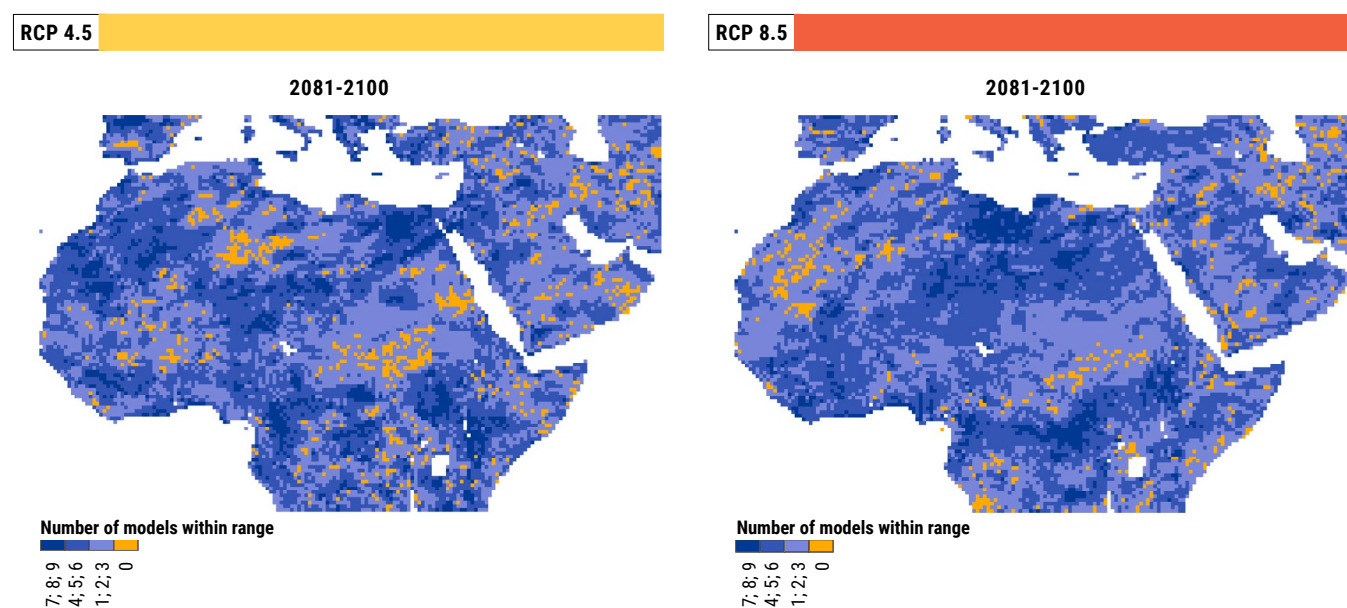 RCP 4.5
2081-2100
Number of models within range
7; 8; 9
4; 5; 6
1; 2; 3
0
RCP 8.5
2081-2100
Number of models within range
7; 8; 9
4; 5; 6
1; 2; 3
0